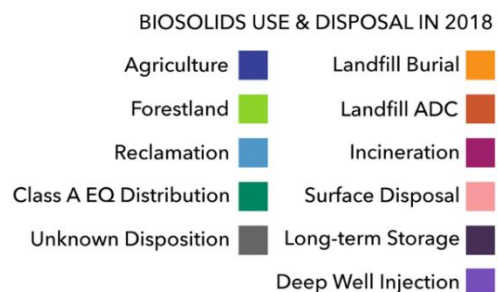 BIOSOLIDS USE & DISPOSAL IN 2018
Agriculture
Forestland
Reclamation
Class A EQ Distribution
Unknown Disposition
Landfill Burial
Landfill ADC
Incineration
Surface Disposal
Long-term Storage
Deep Well Injection